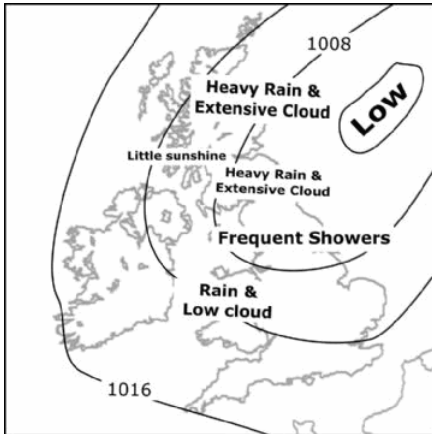 1008
Heavy Rain &
Extensive Cloud
Low
Little sunshine
Heavy Rain &
Extensive Cloud
Frequent Showers
Rain &
Low cloud
1016